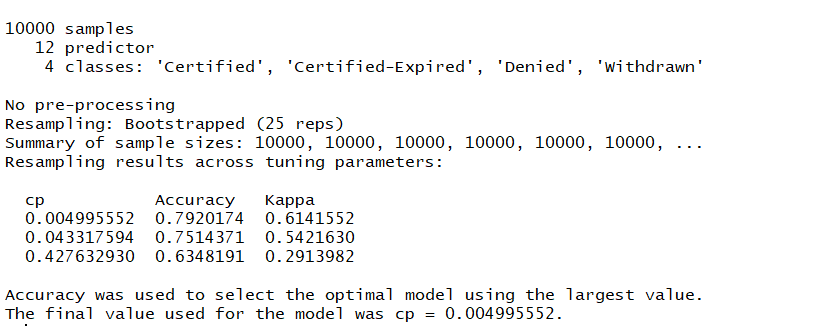 10000 samples
12 predictor
4 classes: 'Certified', 'Certified-Expired', 'Denied', 'Withdrawn'
No pre-processing
Resampling: Bootstrapped (25 reps)
Summary of sample sizes: 10000, 10000, 10000, 10000, 10000, 10000, ...
Resampling results across tuning parameters:
cp Accuracy Kappa
0.004995552 0.7920174 0.6141552
0.043317594 0.7514371 0.5421630
0.427632930 0.6348191 0.2913982
Accuracy was used to select the optimal model using the largest value.
The final value used for the model was cp = 0.004995552.